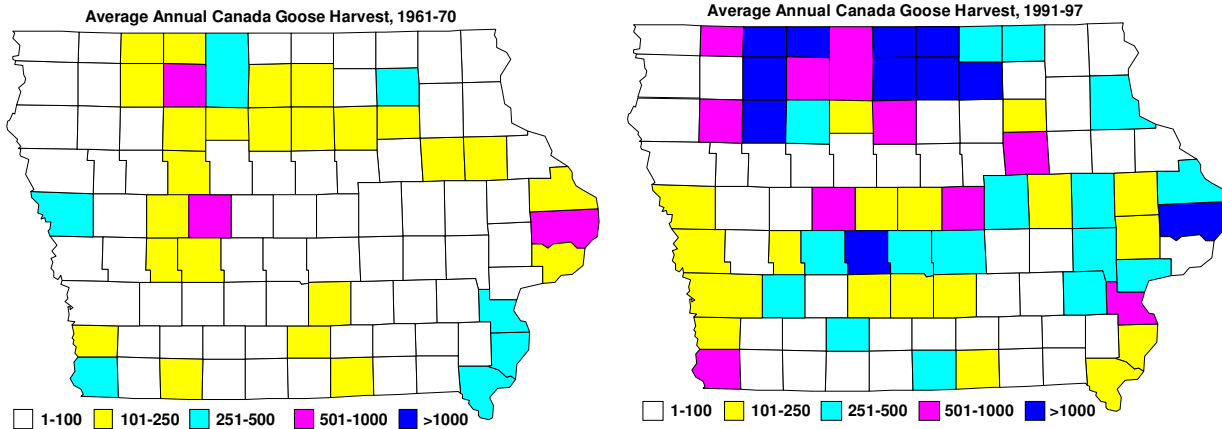 Average Annual Canada Goose Harvest, 1961-70
1-100 101-250 251-500 501-1000 >1000
Average Annual Canada Goose Harvest, 1991-97
1-100 101-250 251-500 501-1000 >1000